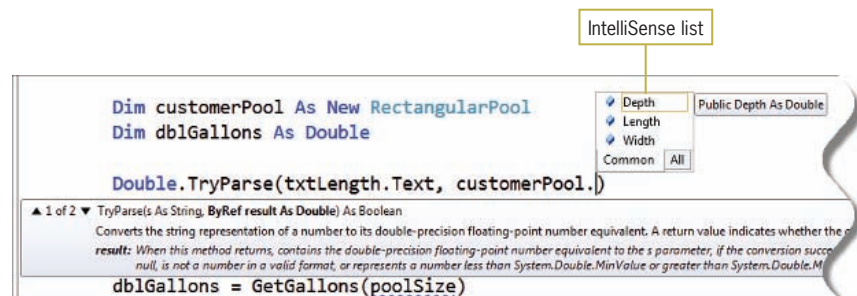 IntelliSense list
Dim customerPool As New RectangularPool
Dim dblGallons As Double
Depth
Public Depth As Double
Length
Width
Common All
Double.TryParse(txtLength.Text, customerPool.)
▲ 1 of 2 ▼ TryParse(s As String, ByRef result As Double) As Boolean
Converts the string representation of a number to its double-precision floating-point number equivalent. A return value indicates whether the
result: When this method returns, contains the double-precision floating-point number equivalent to the s parameter, if the conversion
null, is not a number in a valid format, or represents a number less than System.Double.MinValue or greater than System.Double.
dblGallons = GetGallons(poolSize)